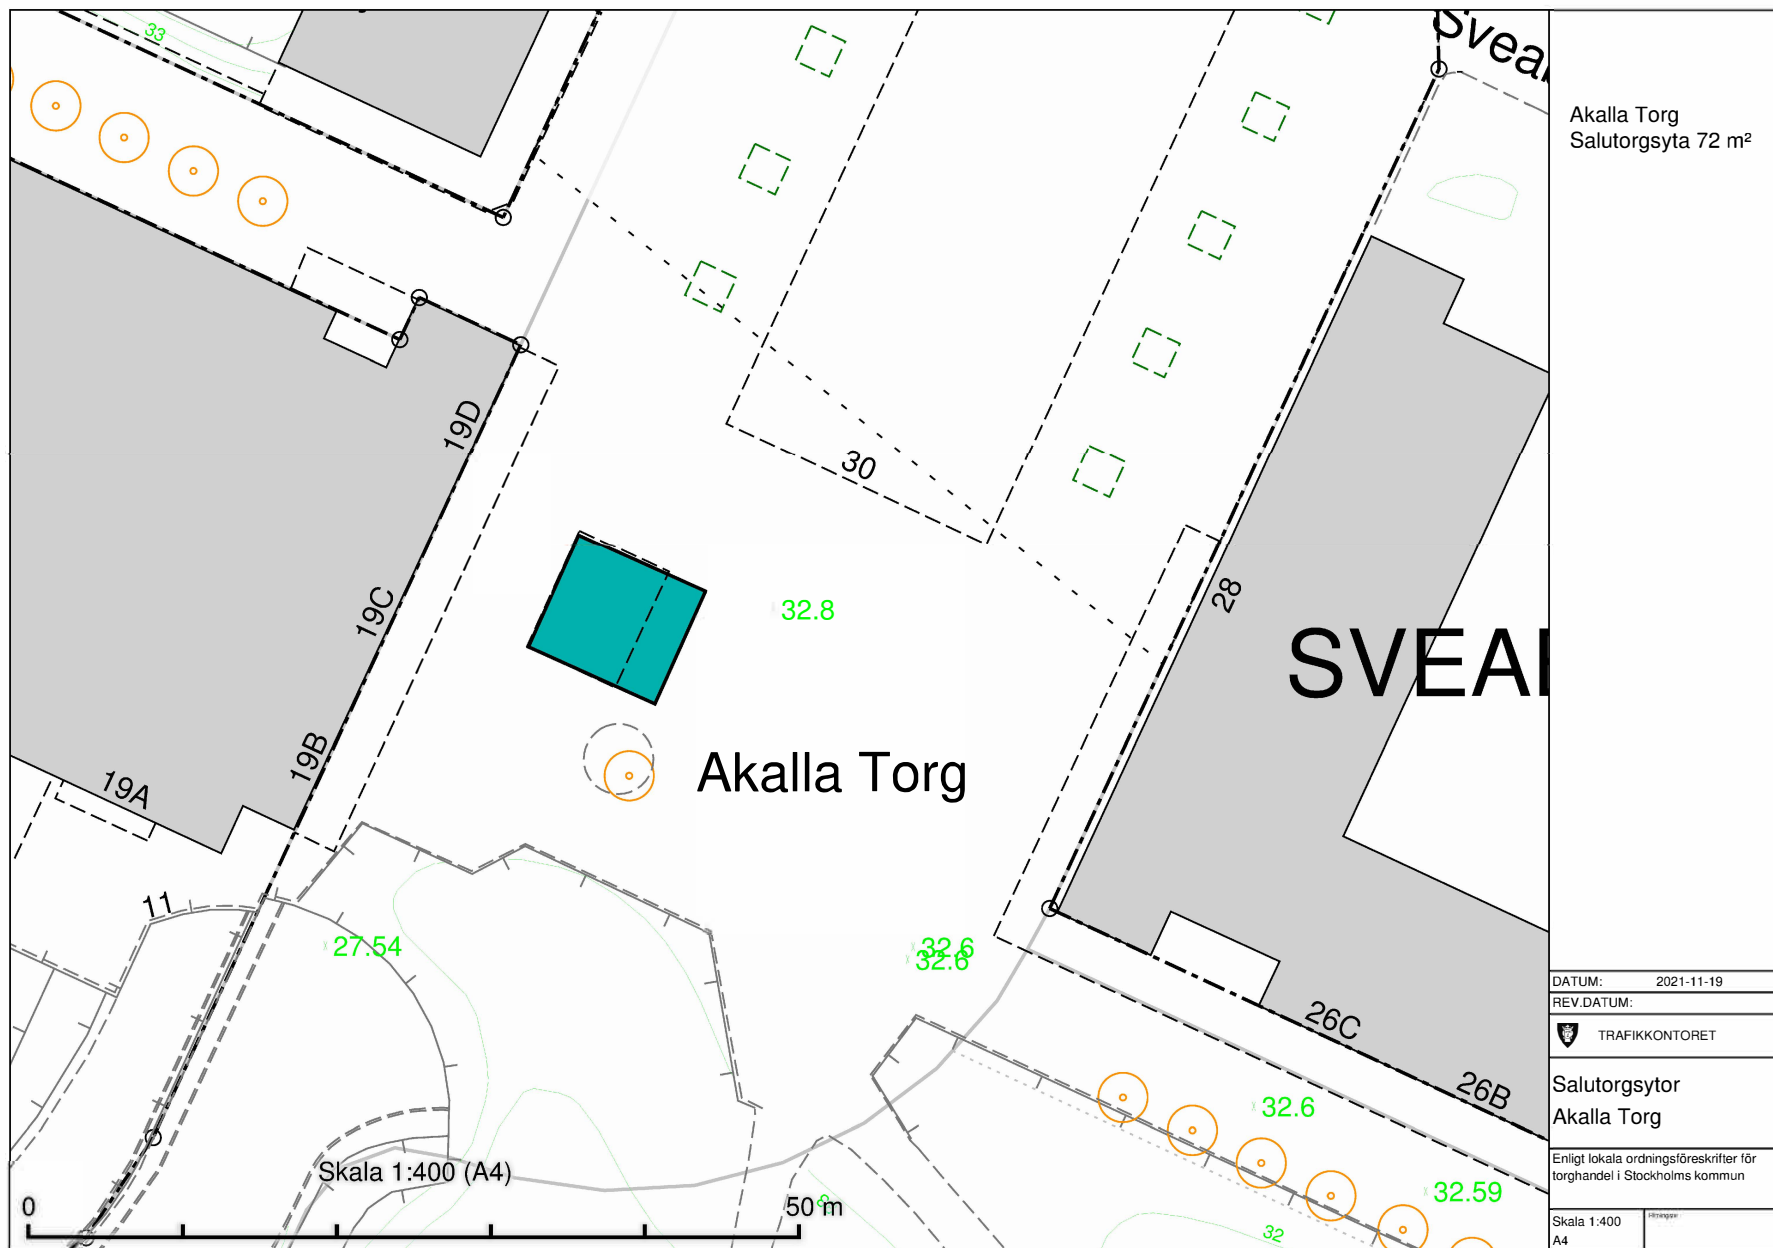 33
Svea
Akalla Torg
Salutorgsyta 72 m²
19D
30
19C
28
32.8
SVEA
19B
19A
Akalla Torg
11
27.54
32.6
32.6
26C
26B
32.6
32.59
32
Skala 1:400 (A4)
0
50 m
DATUM: 2021-11-19
REV.DATUM:
TRAFIKKONTORET
Salutorgsytor
Akalla Torg
Enligt lokala ordningsföreskrifter för
torghandel i Stockholms kommun
Skala 1:400
A4